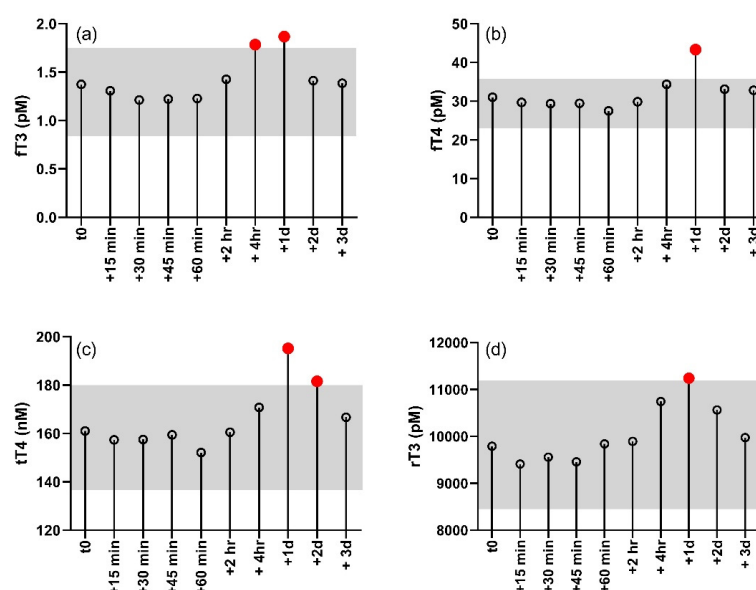 (a)
fT3 (pM)
2.0
1.5
1.0
0.5
0.0
t0
+15 min
+30 min
+45 min
+60 min
+2 hr
+ 4hr
+1d
+2d
+ 3d
(b)
fT4 (pM)
50
40
30
20
10
0
t0
+15 min
+30 min
+45 min
+60 min
+2 hr
+ 4hr
+1d
+2d
+ 3d
(c)
tT4 (nM)
200
180
160
140
120
t0
+15 min
+30 min
+45 min
+60 min
+2 hr
+ 4hr
+1d
+2d
+ 3d
(d)
rT3 (pM)
12000
11000
10000
9000
8000
t0
+15 min
+30 min
+45 min
+60 min
+2 hr
+ 4hr
+1d
+2d
+ 3d